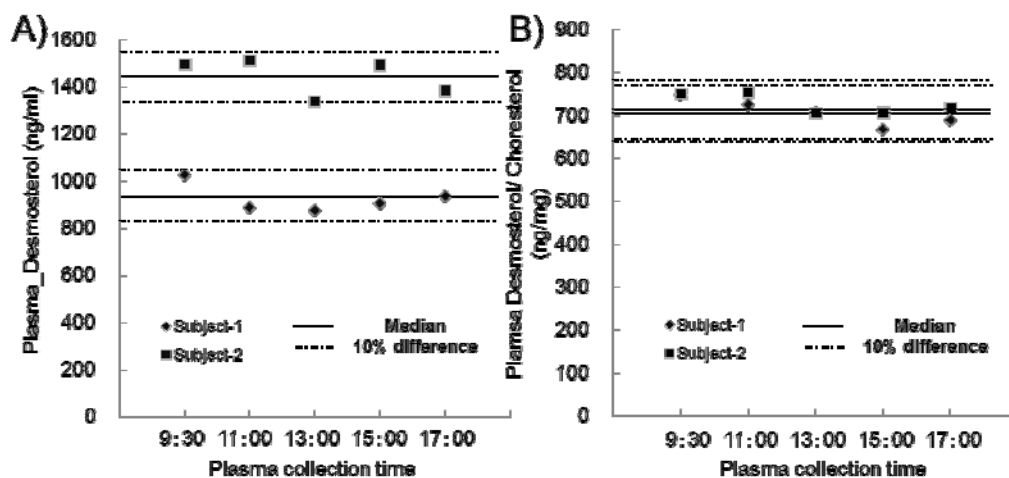 A)
Plasma_Desmosterol (ng/ml)
1600
1400
1200
1000
800
600
400
200
0
Subject-1
Median
Subject-2
10% difference
9:30 11:00 13:00 15:00 17:00
Plasma collection time
B)
Plamsa Desmosterol/ Choresterol
(ng/mg)
900
800
700
600
500
400
300
200
100
0
Subject-1
Median
Subject-2
10% difference
9:30 11:00 13:00 15:00 17:00
Plasma collection time